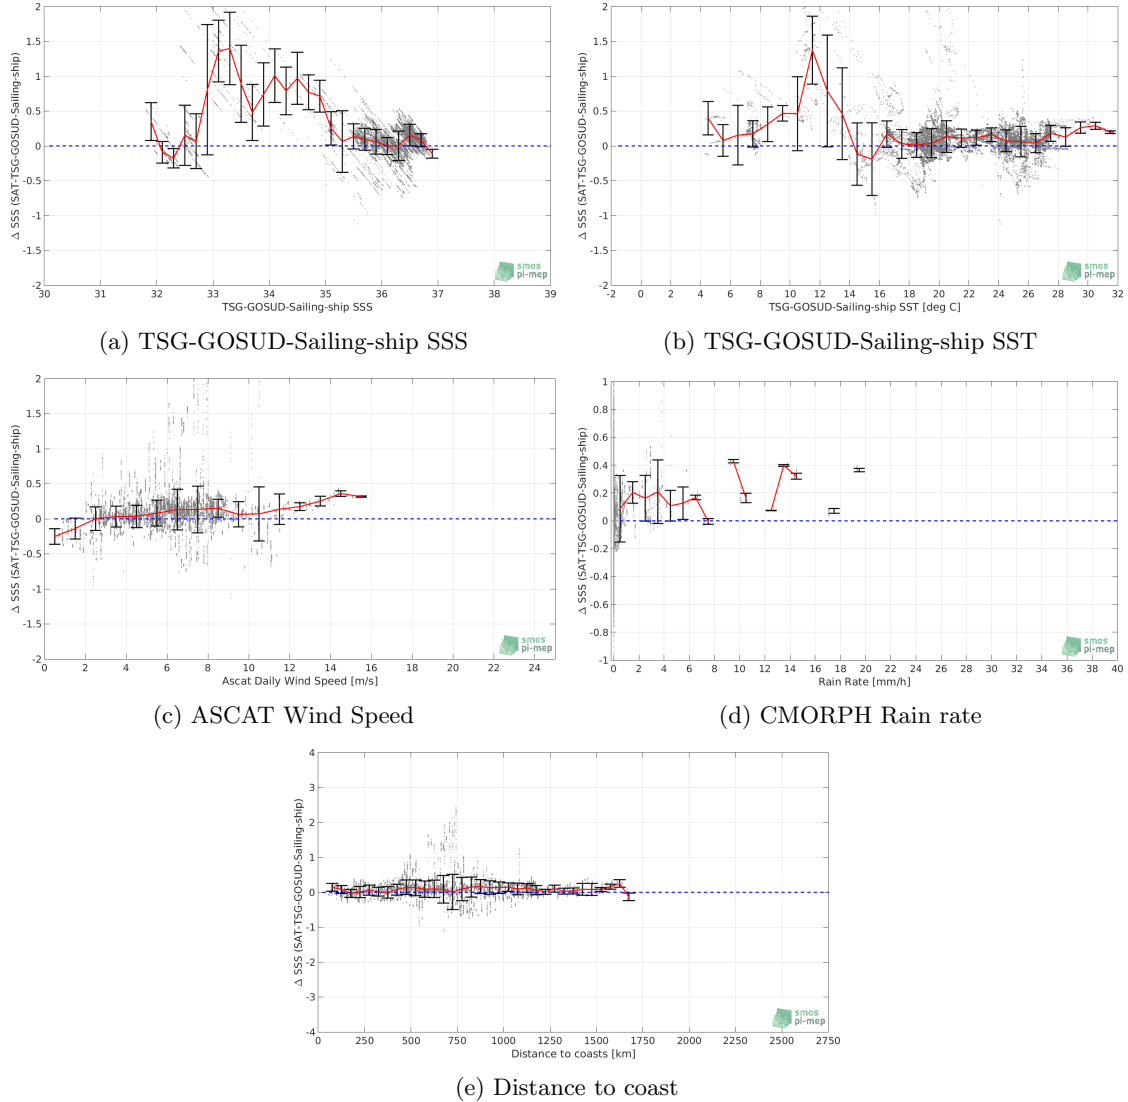 2
1.5
1
0.5
0
-0.5
-1
-1.5
-2
Δ SSS (SAT-TSG-GOSUD-Sailing-ship)
30 31 32 33 34 35 36 37 38 39
TSG-GOSUD-Sailing-ship SSS
smos
pi-mep
(a) TSG-GOSUD-Sailing-ship SSS
2
1.5
1
0.5
0
-0.5
-1
-1.5
-2
Δ SSS (SAT-TSG-GOSUD-Sailing-ship)
-2 0 2 4 6 8 10 12 14 16 18 20 22 24 26 28 30 32
TSG-GOSUD-Sailing-ship SST [deg C]
smos
pi-mep
(b) TSG-GOSUD-Sailing-ship SST
2
1.5
1
0.5
0
-0.5
-1
-1.5
-2
Δ SSS (SAT-TSG-GOSUD-Sailing-ship)
0 2 4 6 8 10 12 14 16 18 20 22 24
Ascat Daily Wind Speed [m/s]
smos
pi-mep
(c) ASCAT Wind Speed
1
0.8
0.6
0.4
0.2
0
-0.2
-0.4
-0.6
-0.8
-1
Δ SSS (SAT-TSG-GOSUD-Sailing-ship)
0 2 4 6 8 10 12 14 16 18 20 22 24 26 28 30 32 34 36 38 40
Rain Rate [mm/h]
smos
pi-mep
(d) CMORPH Rain rate
4
3
2
1
0
-1
-2
-3
-4
Δ SSS (SAT-TSG-GOSUD-Sailing-ship)
0 250 500 750 1000 1250 1500 1750 2000 2250 2500 2750
Distance to coasts [km]
smos
pi-mep
(e) Distance to coast